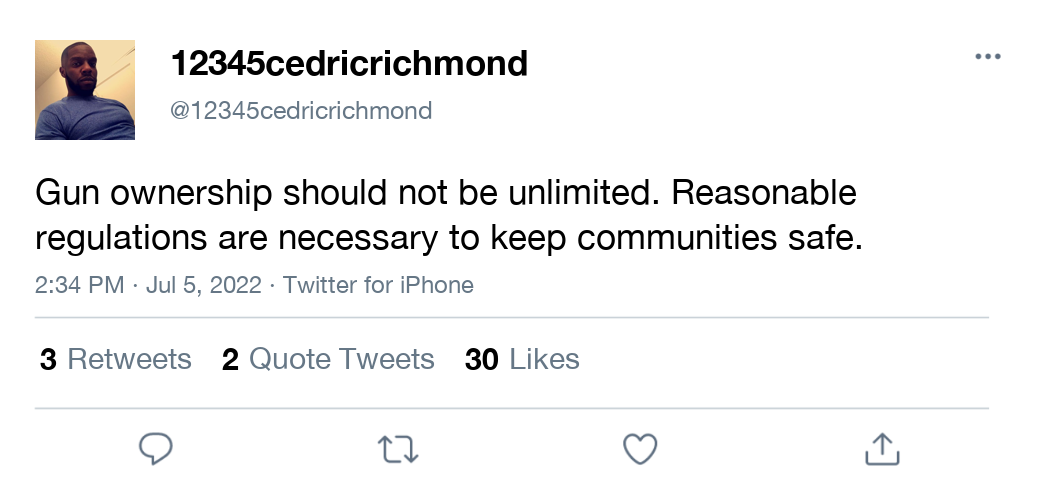 12345cedricrichmond
@12345cedricrichmond
Gun ownership should not be unlimited. Reasonable
regulations are necessary to keep communities safe.
2:34 PM · Jul 5, 2022 · Twitter for iPhone
3 Retweets 2 Quote Tweets 30 Likes